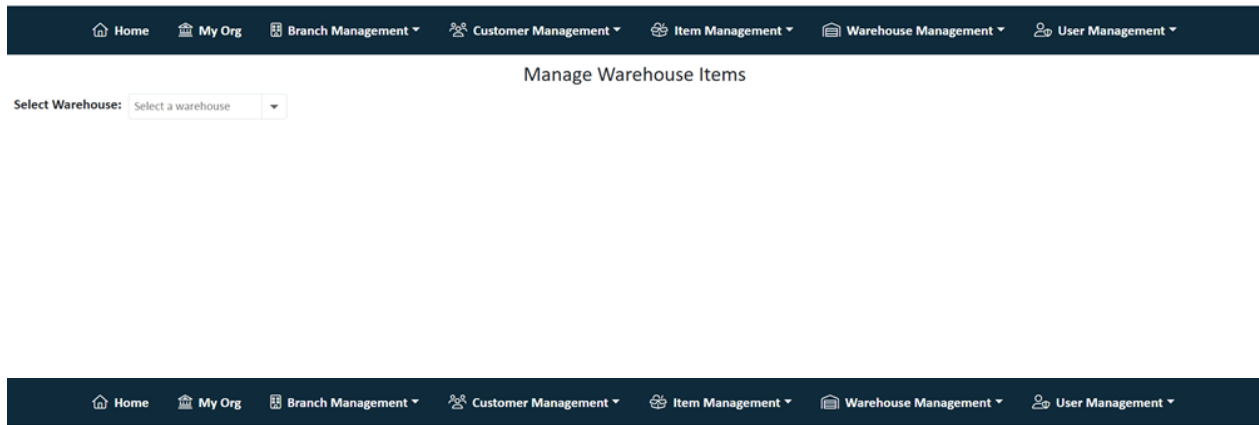 Home My Org Branch Management Customer Management Item Management Warehouse Management User Management
Manage Warehouse Items
Select Warehouse: Select a warehouse
Home My Org Branch Management Customer Management Item Management Warehouse Management User Management